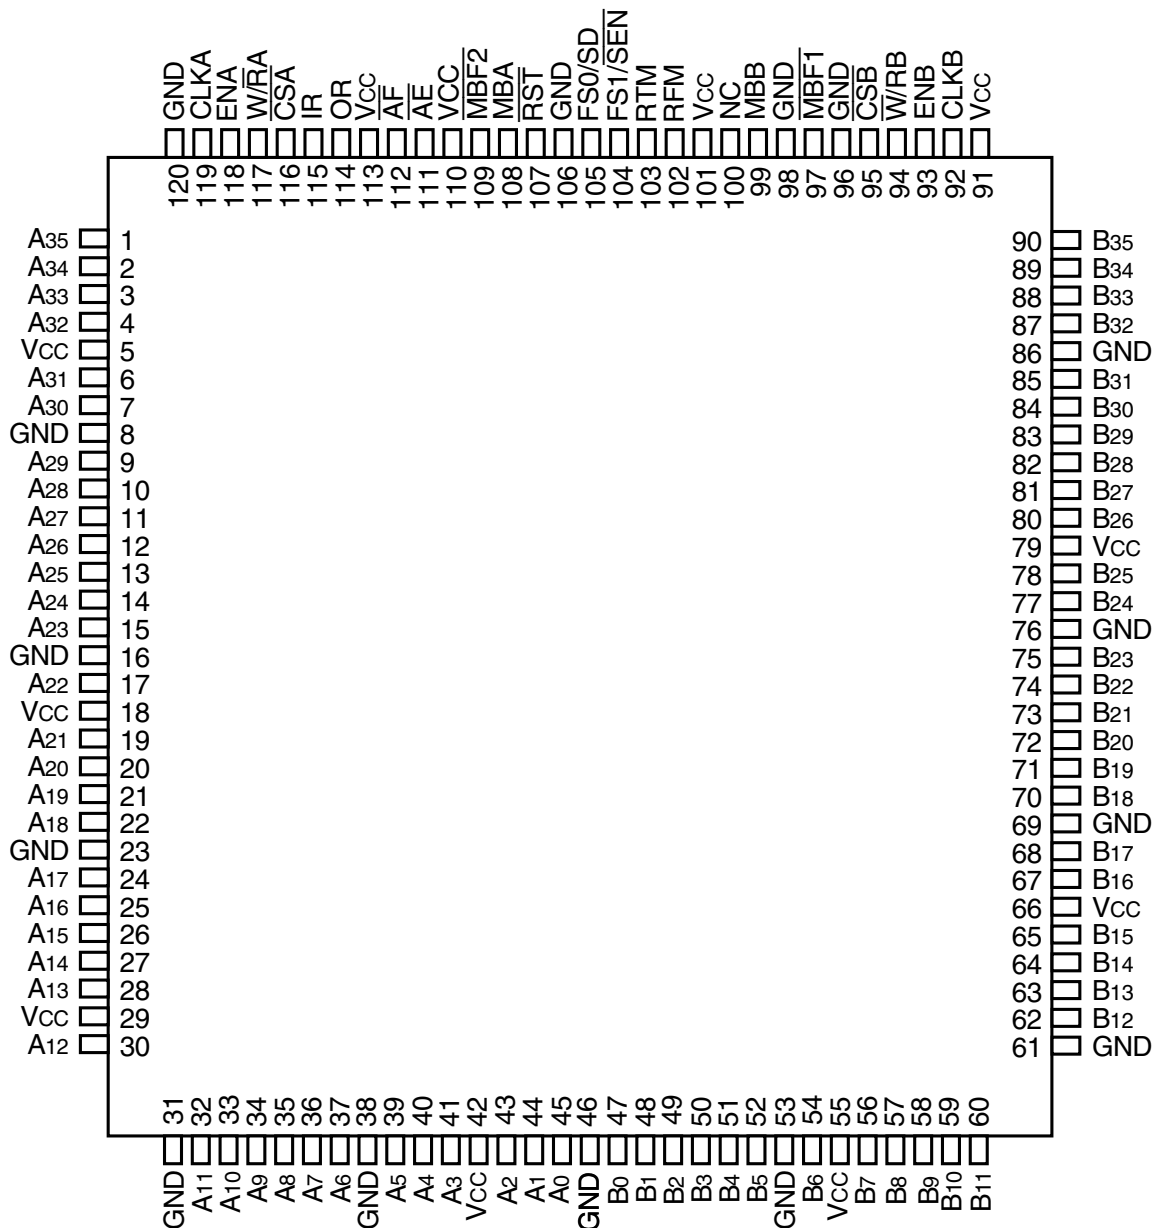 GND CLKA ENA W/R̅A C̅S̅A̅ IR OR Vcc A̅F̅ A̅E̅ VCC M̅B̅F̅2̅ MBA R̅S̅T̅ GND FS0/SD FS1/S̅E̅N̅ RTM RFM Vcc NC MBB GND M̅B̅F̅1̅ GND C̅S̅B̅ W̅/RB ENB CLKB Vcc
120 119 118 117 116 115 114 113 112 111 110 109 108 107 106 105 104 103 102 101 100 99 98 97 96 95 94 93 92 91
A35 1 90 B35
A34 2 89 B34
A33 3 88 B33
A32 4 87 B32
VCC 5 86 GND
A31 6 85 B31
A30 7 84 B30
GND 8 83 B29
A29 9 82 B28
A28 10 81 B27
A27 11 80 B26
A26 12 79 VCC
A25 13 78 B25
A24 14 77 B24
A23 15 76 GND
GND 16 75 B23
A22 17 74 B22
VCC 18 73 B21
A21 19 72 B20
A20 20 71 B19
A19 21 70 B18
A18 22 69 GND
GND 23 68 B17
A17 24 67 B16
A16 25 66 VCC
A15 26 65 B15
A14 27 64 B14
A13 28 63 B13
VCC 29 62 B12
A12 30 61 GND
31 32 33 34 35 36 37 38 39 40 41 42 43 44 45 46 47 48 49 50 51 52 53 54 55 56 57 58 59 60
GND A11 A10 A9 A8 A7 A6 GND A5 A4 A3 VCC A2 A1 A0 GND B0 B1 B2 B3 B4 B5 GND B6 VCC B7 B8 B9 B10 B11